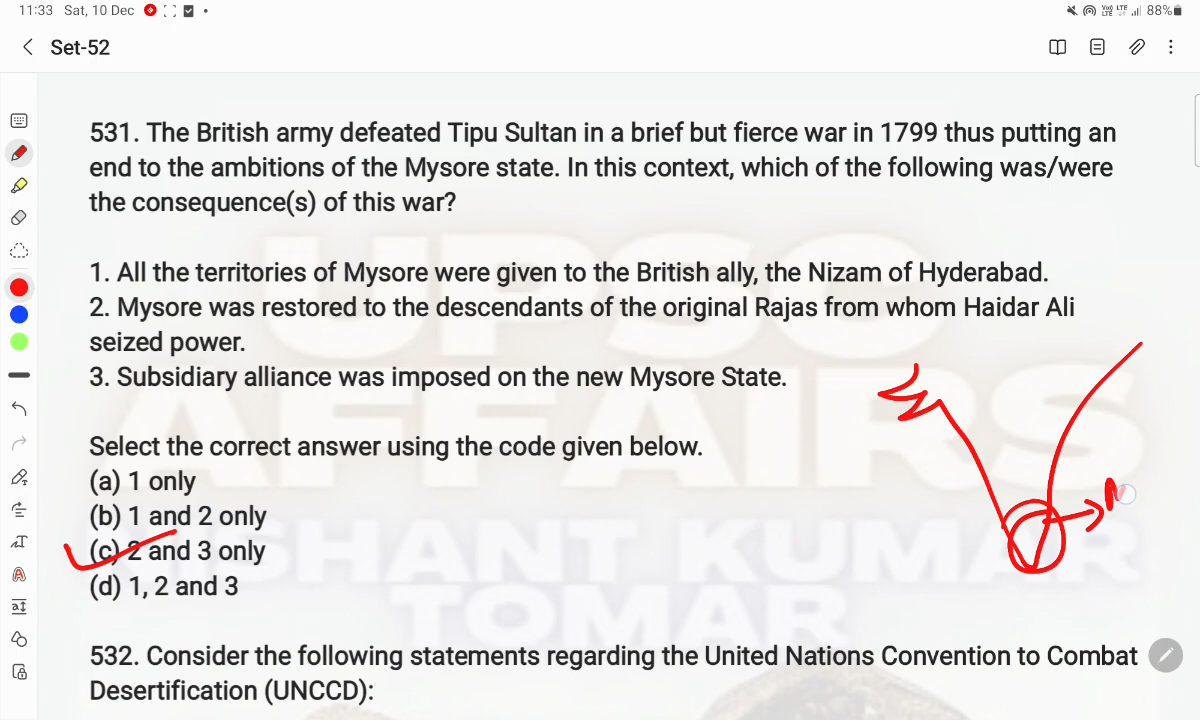 11:33 Sat, 10 Dec
88%
Set-52
531. The British army defeated Tipu Sultan in a brief but fierce war in 1799 thus putting an
end to the ambitions of the Mysore state. In this context, which of the following was/were
the consequence(s) of this war?
1. All the territories of Mysore were given to the British ally, the Nizam of Hyderabad.
2. Mysore was restored to the descendants of the original Rajas from whom Haidar Ali
seized power.
3. Subsidiary alliance was imposed on the new Mysore State.
Select the correct answer using the code given below.
(a) 1 only
(b) 1 and 2 only
(c) 2 and 3 only
(d) 1, 2 and 3
532. Consider the following statements regarding the United Nations Convention to Combat
Desertification (UNCCD):
UPSC
AFFAIRS
ISHANT KUMAR
TOMAR